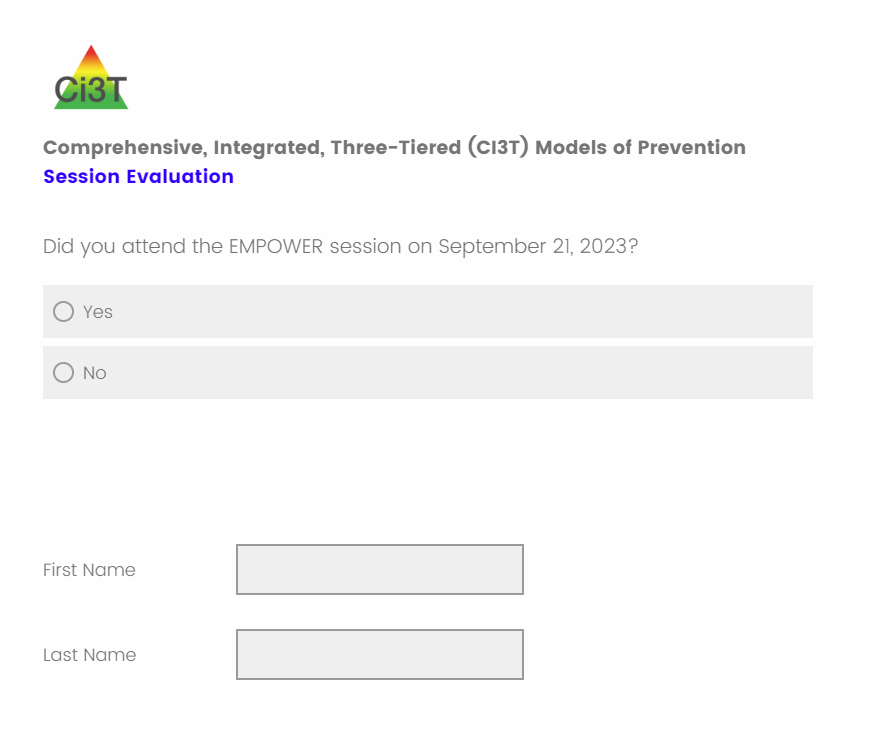 Ci3T
Comprehensive, Integrated, Three-Tiered (CI3T) Models of Prevention
Session Evaluation
Did you attend the EMPOWER session on September 21, 2023?
Yes
No
First Name
Last Name